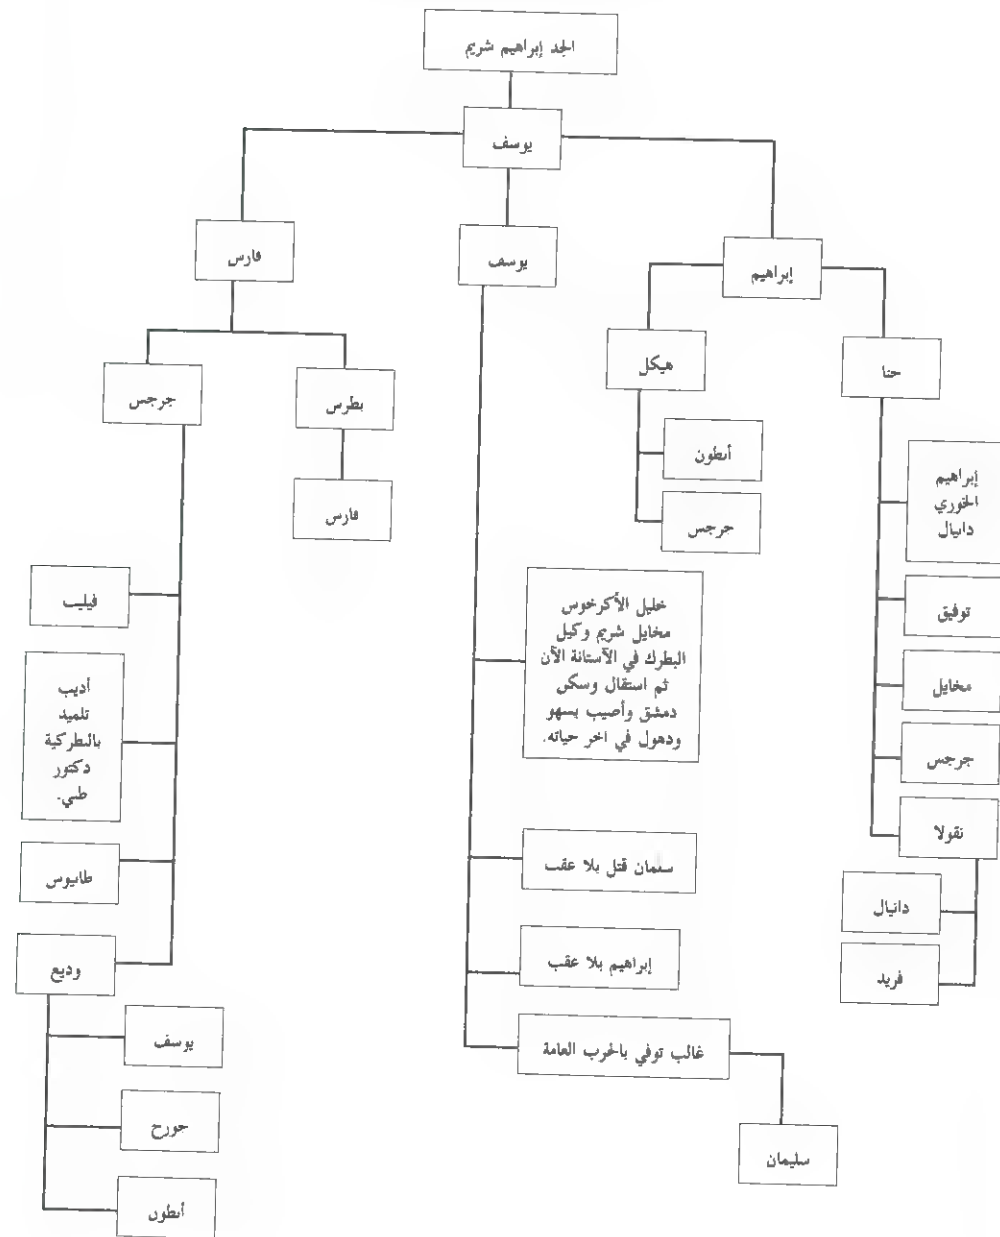 الجد إبراهيم شريم
يوسف
إبراهيم
يوسف
فارس
حنا
هيكل
بطرس
جرجس
إبراهيم
الخوري
دانيال
توفيق
مخايل
جرجس
نقولا
دانيال
فريد
أنطون
جرجس
خليل الأكرخوس
مخايل شريم وكيل
البطرك في الآستانة الآن
ثم استقال وسكن
دمشق وأصيب بسهو
ودهول في اخر حياته.
سلمان قتل بلا عقب
إبراهيم بلا عقب
غالب توفي بالحرب العامة
سليمان
فارس
فيليب
أديب
تلميد
بالبطركية
دكتور
طبي.
طانيوس
وديع
يوسف
جورج
أنطون